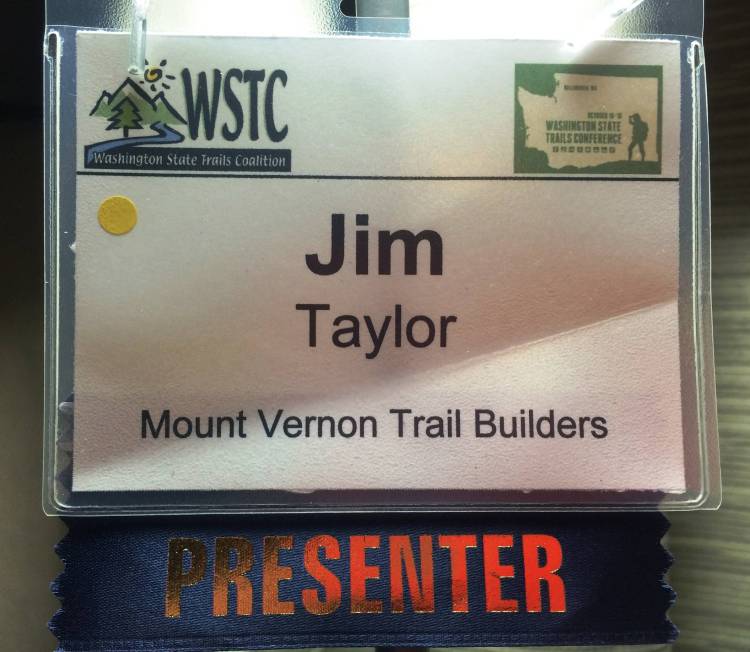 WSTC
Washington State Trails Coalition
WASHINGTON STATE
TRAILS CONFERENCE
Jim
Taylor
Mount Vernon Trail Builders
PRESENTER